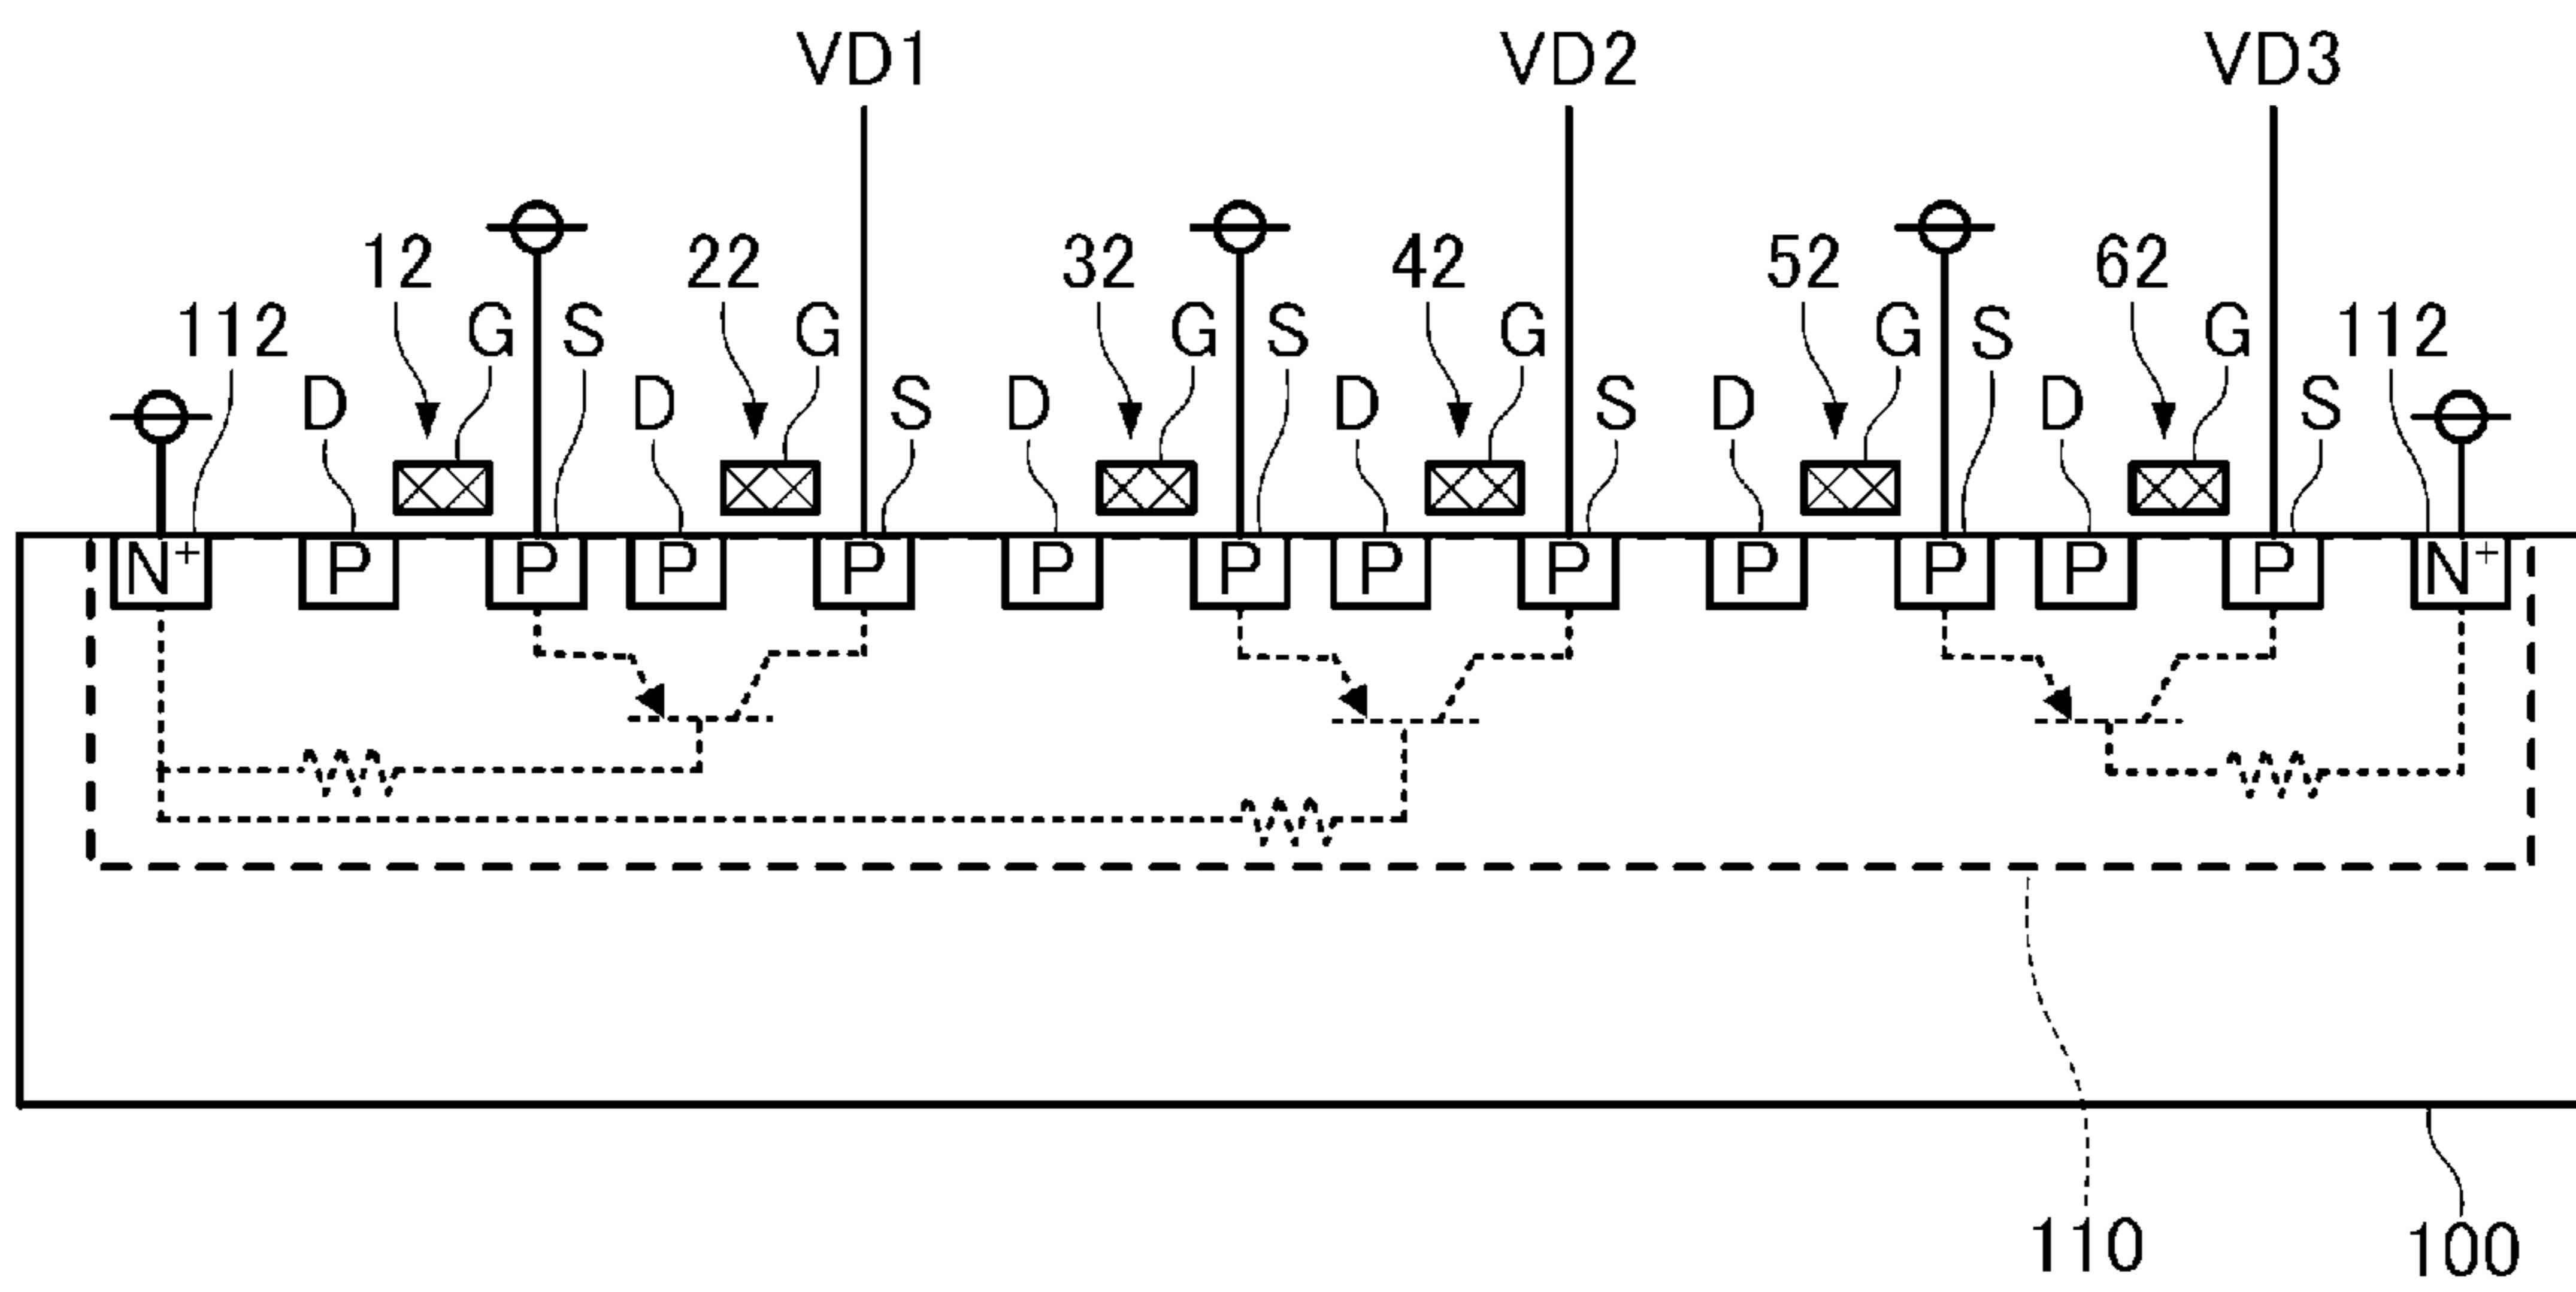 VD1 VD2 VD3
12 22 32 42 52 62
112 G S G G S G G S G 112
D D S D D S D D S
N+ P P P P P P P P P P P P N+
110 100